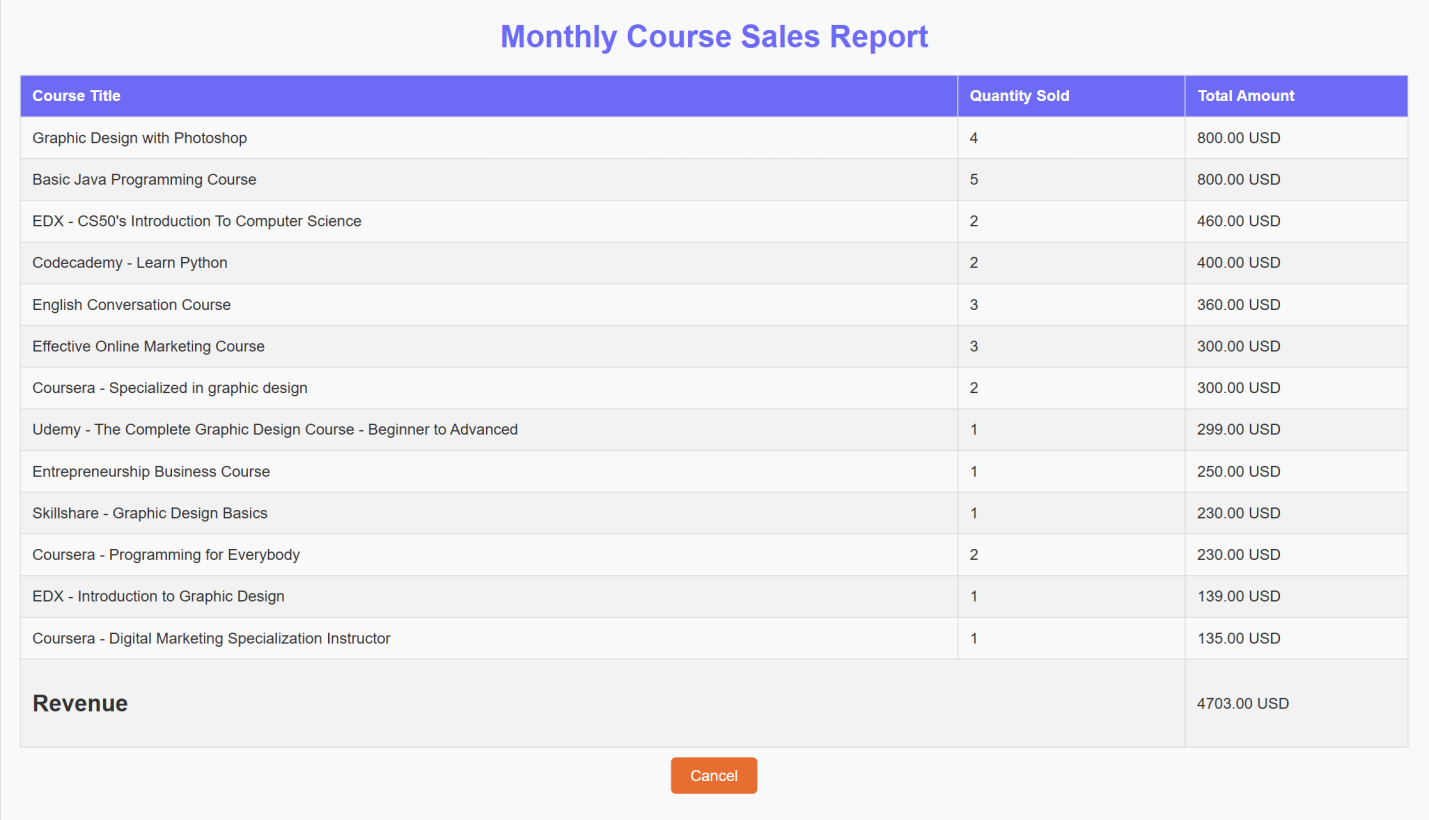 Monthly Course Sales Report
Course Title Quantity Sold Total Amount
Graphic Design with Photoshop 4 800.00 USD
Basic Java Programming Course 5 800.00 USD
EDX - CS50's Introduction To Computer Science 2 460.00 USD
Codecademy - Learn Python 2 400.00 USD
English Conversation Course 3 360.00 USD
Effective Online Marketing Course 3 300.00 USD
Coursera - Specialized in graphic design 2 300.00 USD
Udemy - The Complete Graphic Design Course - Beginner to Advanced 1 299.00 USD
Entrepreneurship Business Course 1 250.00 USD
Skillshare - Graphic Design Basics 1 230.00 USD
Coursera - Programming for Everybody 2 230.00 USD
EDX - Introduction to Graphic Design 1 139.00 USD
Coursera - Digital Marketing Specialization Instructor 1 135.00 USD
Revenue 4703.00 USD
Cancel